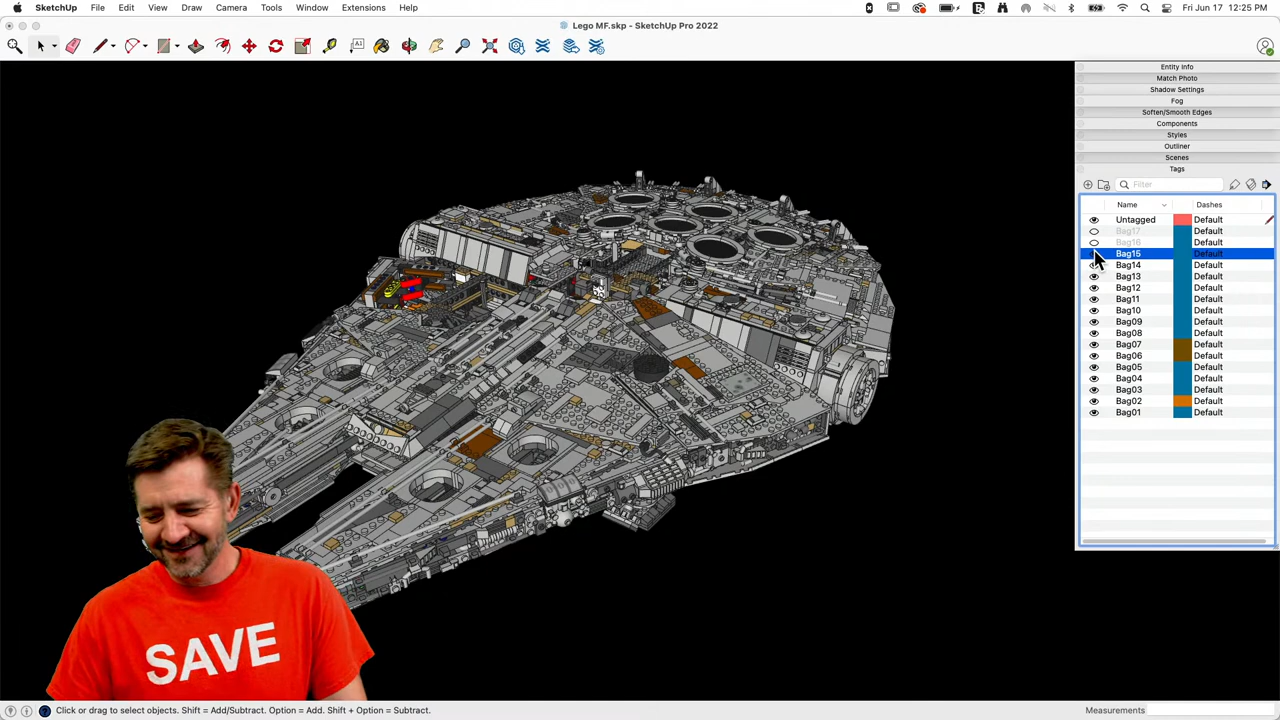 SketchUp File Edit View Draw Camera Tools Window Extensions Help Fri Jun 17 12:25 PM
Lego MF.skp - SketchUp Pro 2022
A1
Entity Info
Match Photo
Shadow Settings
Fog
Soften/Smooth Edges
Components
Styles
Outliner
Scenes
Tags
Filter
Name Dashes
Untagged Default
Bag17 Default
Bag16 Default
Bag15 Default
Bag14 Default
Bag13 Default
Bag12 Default
Bag11 Default
Bag10 Default
Bag09 Default
Bag08 Default
Bag07 Default
Bag06 Default
Bag05 Default
Bag04 Default
Bag03 Default
Bag02 Default
Bag01 Default
SAVE
Click or drag to select objects. Shift = Add/Subtract. Option = Add. Shift + Option = Subtract. Measurements